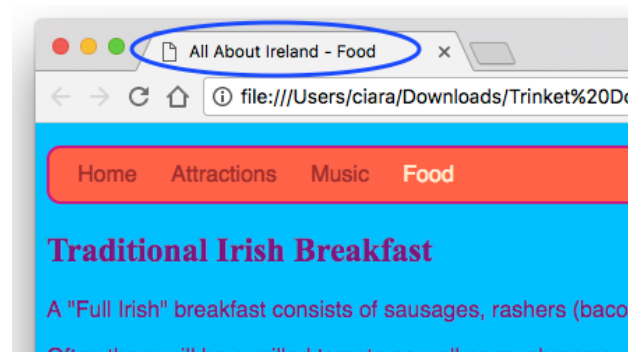 All About Ireland - Food
file:///Users/ciara/Downloads/Trinket%20Do
Home Attractions Music Food
Traditional Irish Breakfast
A "Full Irish" breakfast consists of sausages, rashers (baco